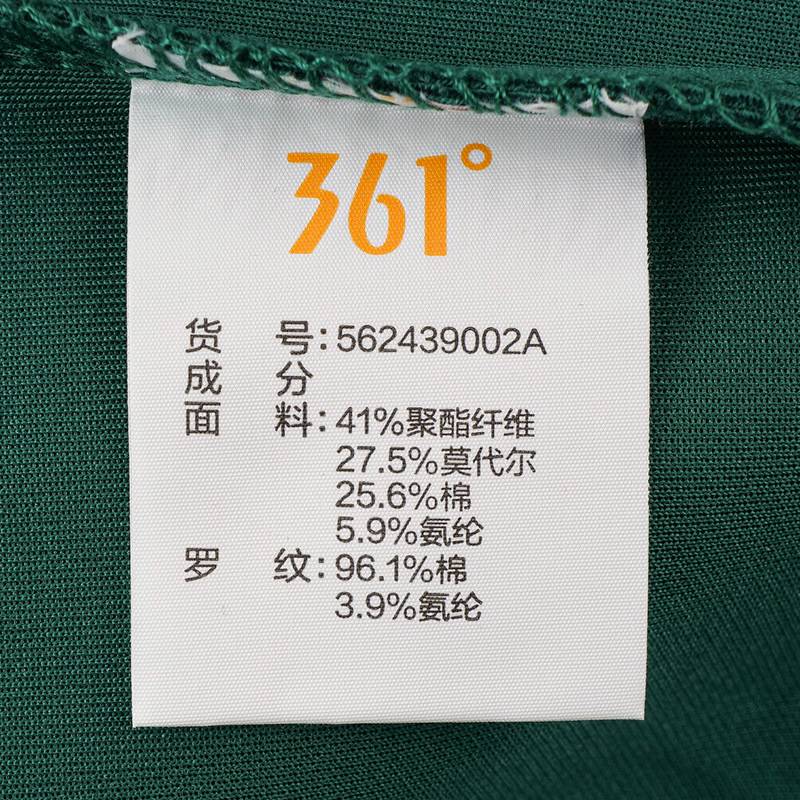 361°
货 号:562439002A
成 分
面 料:41%聚酯纤维
27.5%莫代尔
25.6%棉
5.9%氨纶
罗 纹:96.1%棉
3.9%氨纶